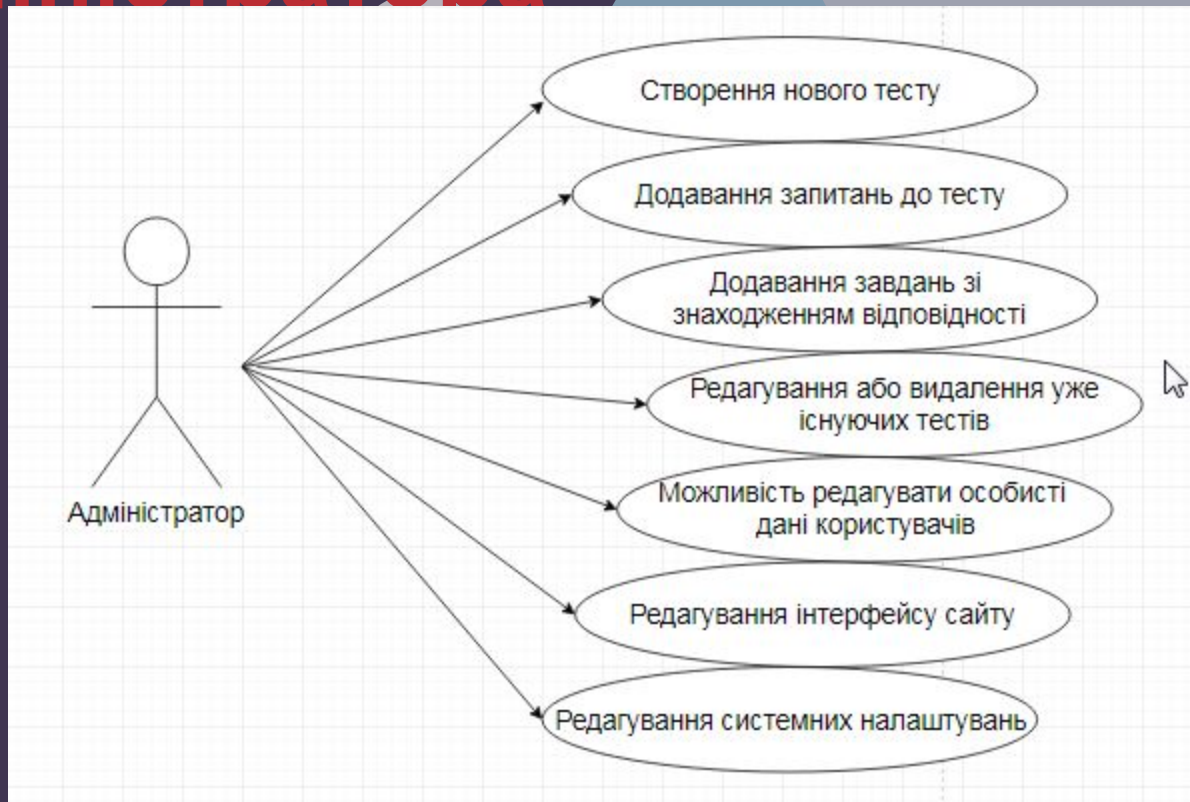 Створення нового тесту
Додавання запитань до тесту
Додавання завдань зі
знаходженням відповідності
Редагування або видалення уже
існуючих тестів
Можливість редагувати особисті
дані користувачів
Редагування інтерфейсу сайту
Редагування системних налаштувань
Адміністратор